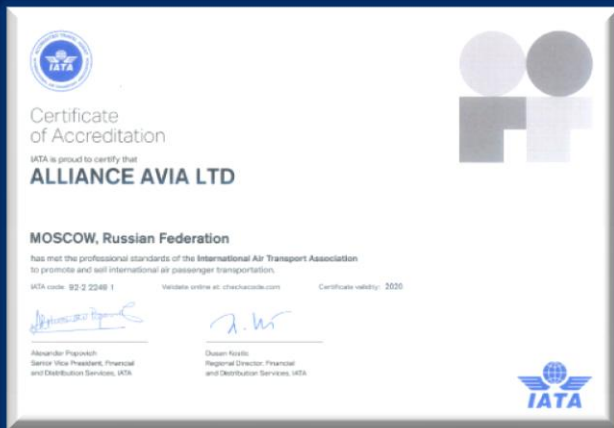 ACCREDITED TRAVEL AGENT
IATA
Certificate
of Accreditation
IATA is proud to certify that
ALLIANCE AVIA LTD
MOSCOW, Russian Federation
has met the professional standards of the International Air Transport Association
to promote and sell international air passenger transportation.
IATA code: 92-2 2248 1 Validate online at: checkacode.com Certificate validity: 2020
Alexander Popovich Dusan Kostic
Senior Vice President, Financial Regional Director, Financial
and Distribution Services, IATA and Distribution Services, IATA
IATA